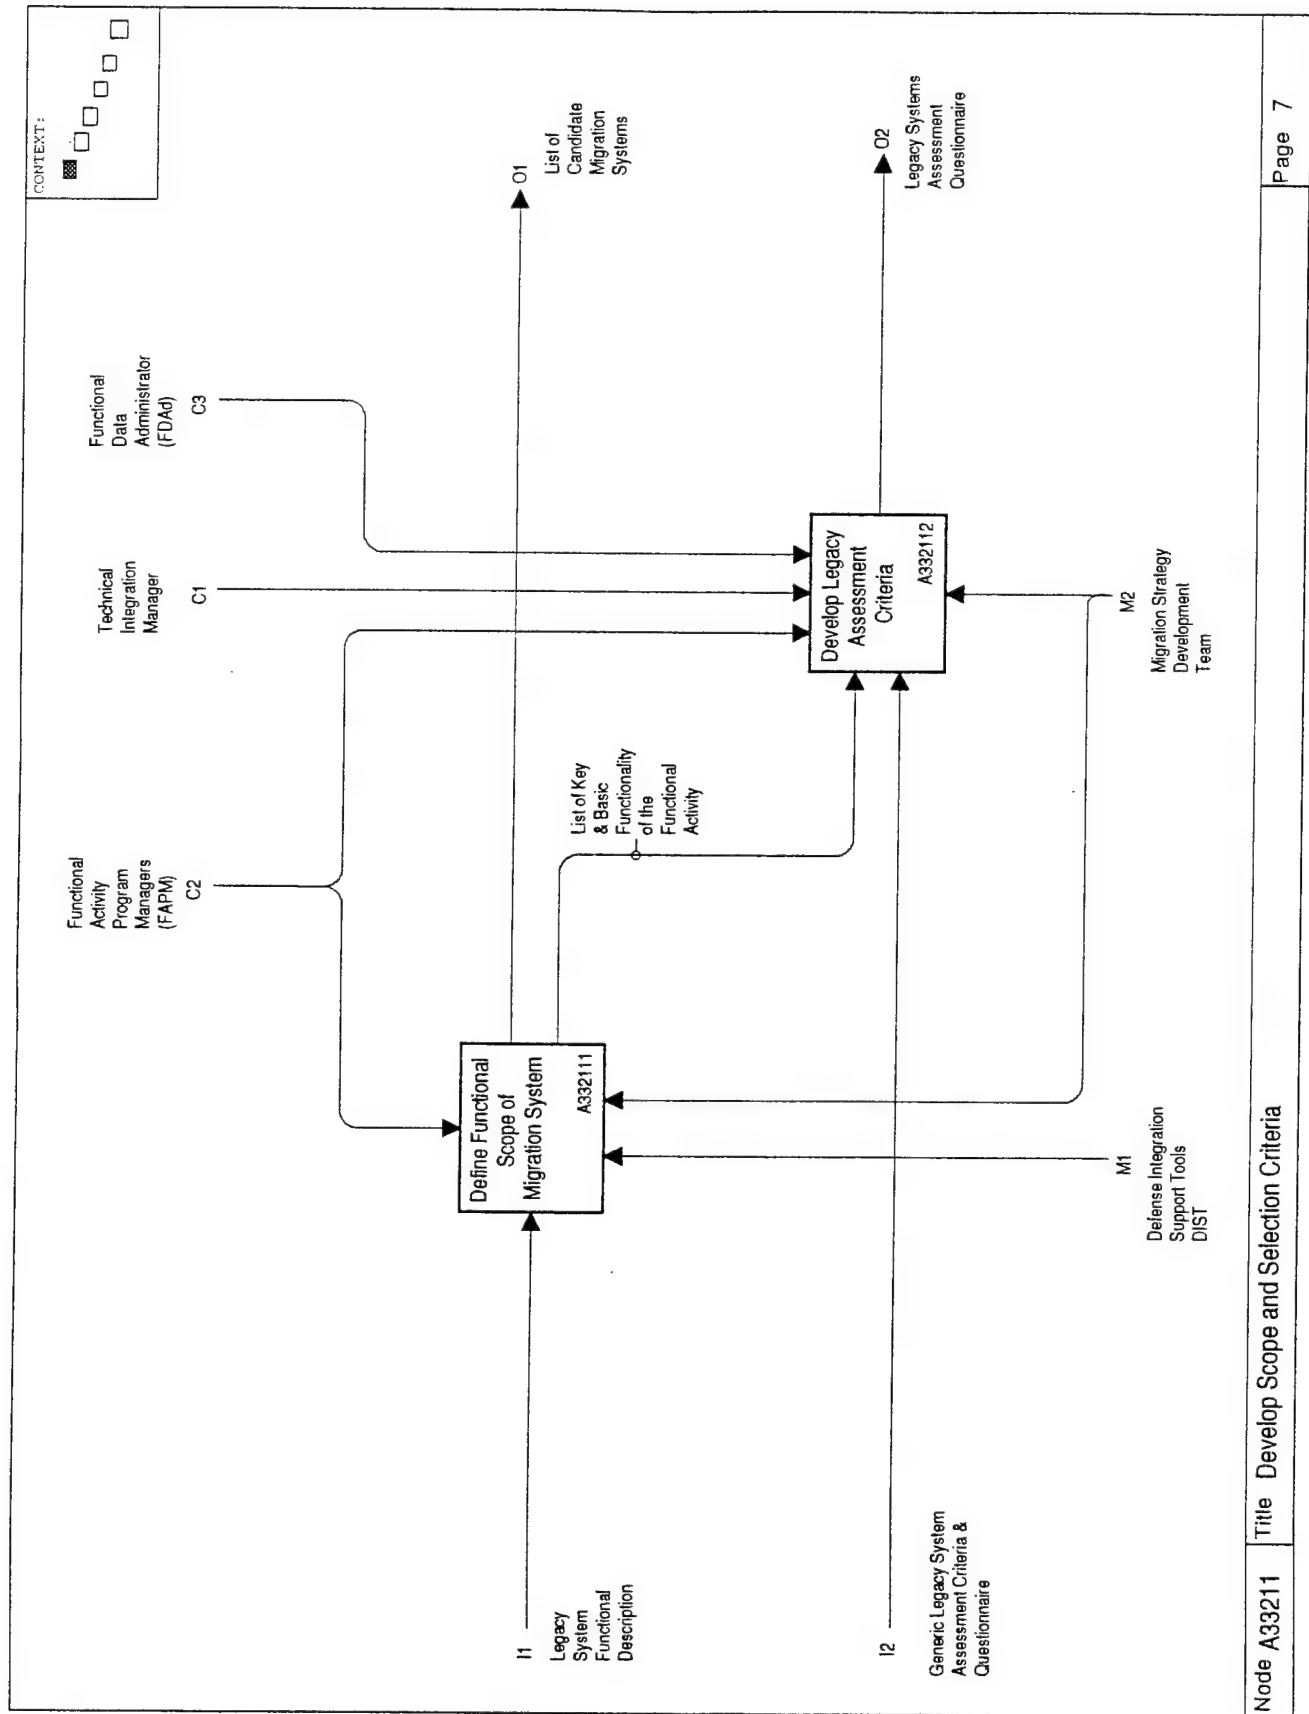 CONTEXT:
Functional
Activity
Program
Managers
(FAPM)
C2
Technical
Integration
Manager
C1
Functional
Data
Administrator
(FDAd)
C3
I1
Legacy
System
Functional
Description
Define Functional
Scope of
Migration System
A332111
O1
List of
Candidate
Migration
Systems
List of Key
& Basic
Functionality
of the
Functional
Activity
I2
Generic Legacy System
Assessment Criteria &
Questionnaire
Develop Legacy
Assessment
Criteria
A332112
O2
Legacy Systems
Assessment
Questionnaire
M1
Defense Integration
Support Tools
DIST
M2
Migration Strategy
Development
Team
Node A33211
Title Develop Scope and Selection Criteria
Page 7